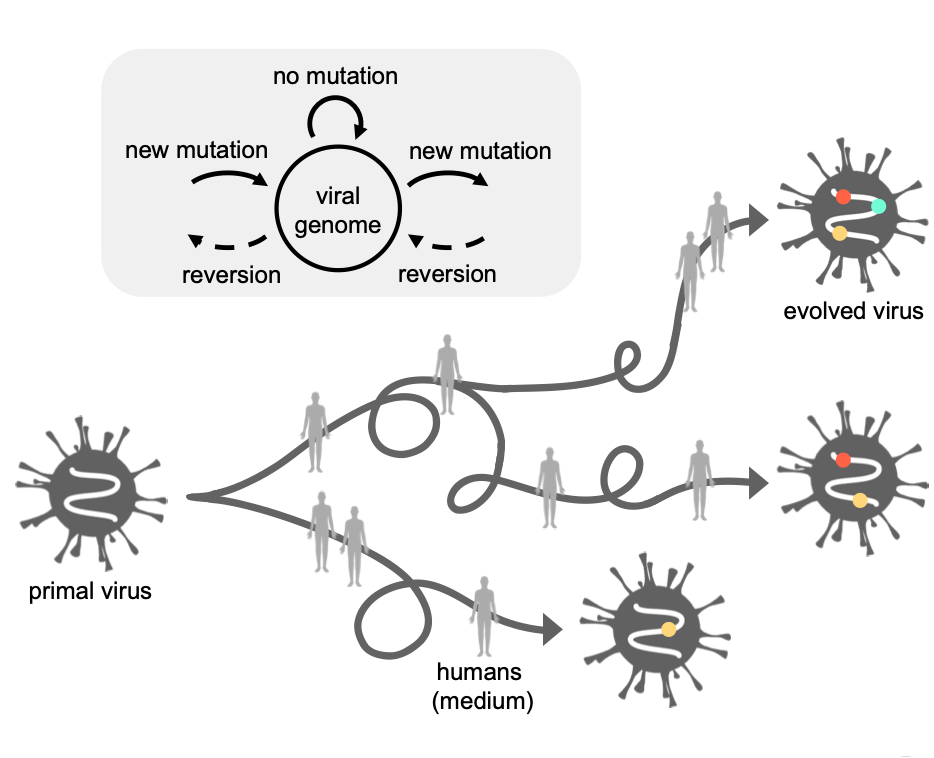 no mutation
new mutation
new mutation
viral
genome
reversion
reversion
evolved virus
primal virus
humans
(medium)